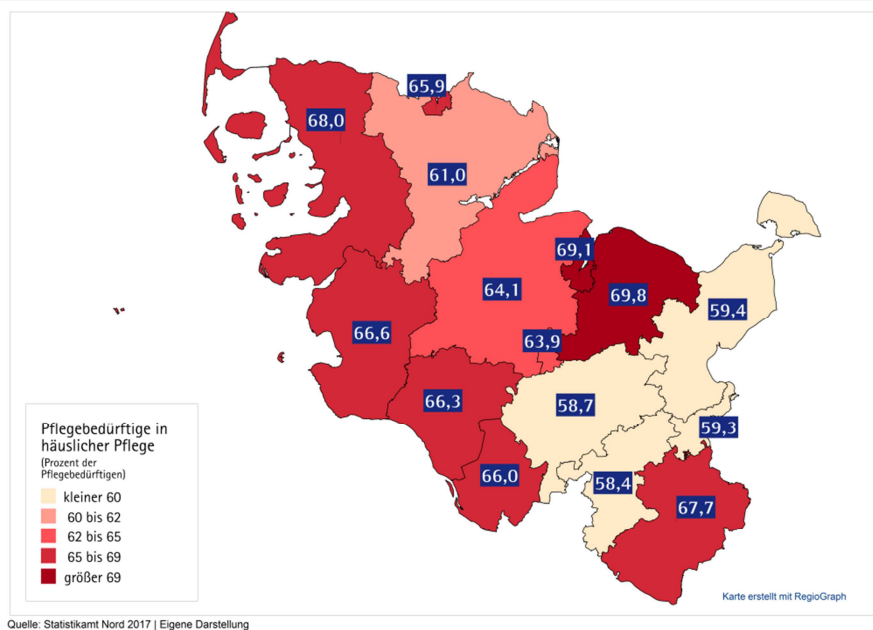 65,9
68,0
61,0
69,1
64,1
69,8
59,4
66,6
63,9
66,3
58,7
59,3
66,0
58,4
67,7
Pflegebedürftige in
häuslicher Pflege
(Prozent der
Pflegebedürftigen)
kleiner 60
60 bis 62
62 bis 65
65 bis 69
größer 69
Karte erstellt mit RegioGraph
Quelle: Statistikamt Nord 2017 | Eigene Darstellung